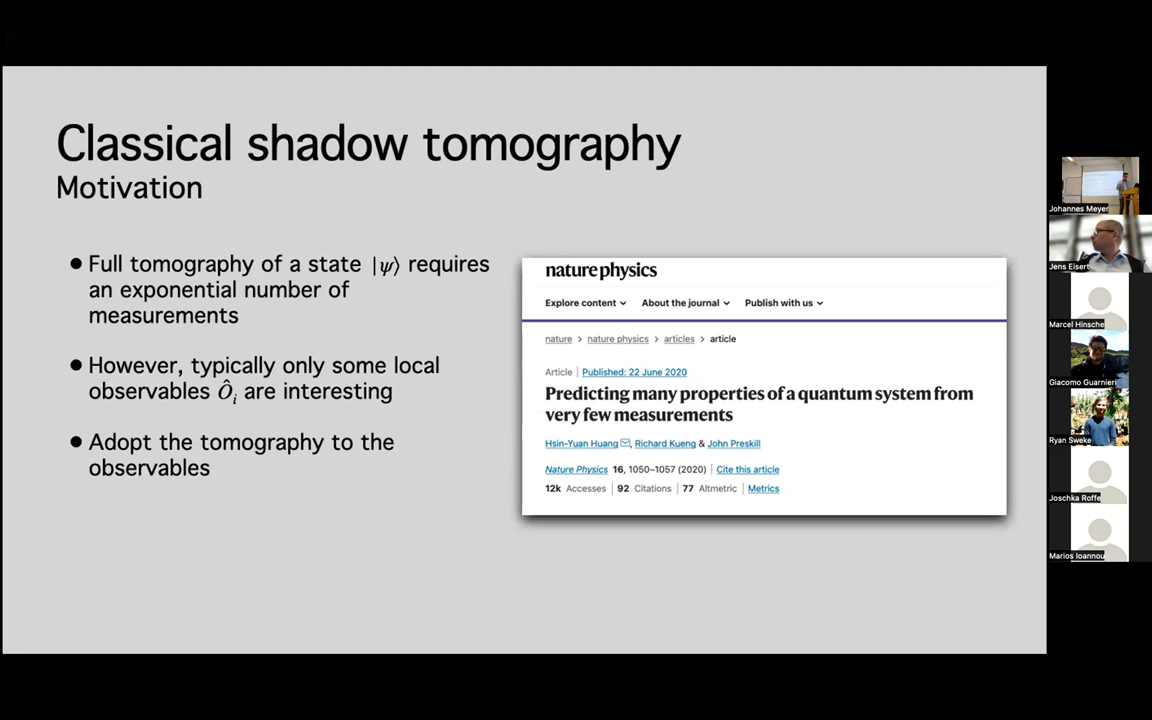 Classical shadow tomography
Motivation
● Full tomography of a state |ψ⟩ requires
an exponential number of
measurements
● However, typically only some local
observables Ôᵢ are interesting
● Adopt the tomography to the
observables
nature physics
Explore content
About the journal
Publish with us
nature > nature physics > articles > article
Article | Published: 22 June 2020
Predicting many properties of a quantum system from
very few measurements
Hsin-Yuan Huang, Richard Kueng & John Preskill
Nature Physics 16, 1050–1057 (2020) | Cite this article
12k Accesses | 92 Citations | 77 Altmetric | Metrics
Johannes Meyer
Jens Eisert
Marcel Hinsche
Giacomo Guarnieri
Ryan Sweke
Joschka Roffe
Marios Ioannou